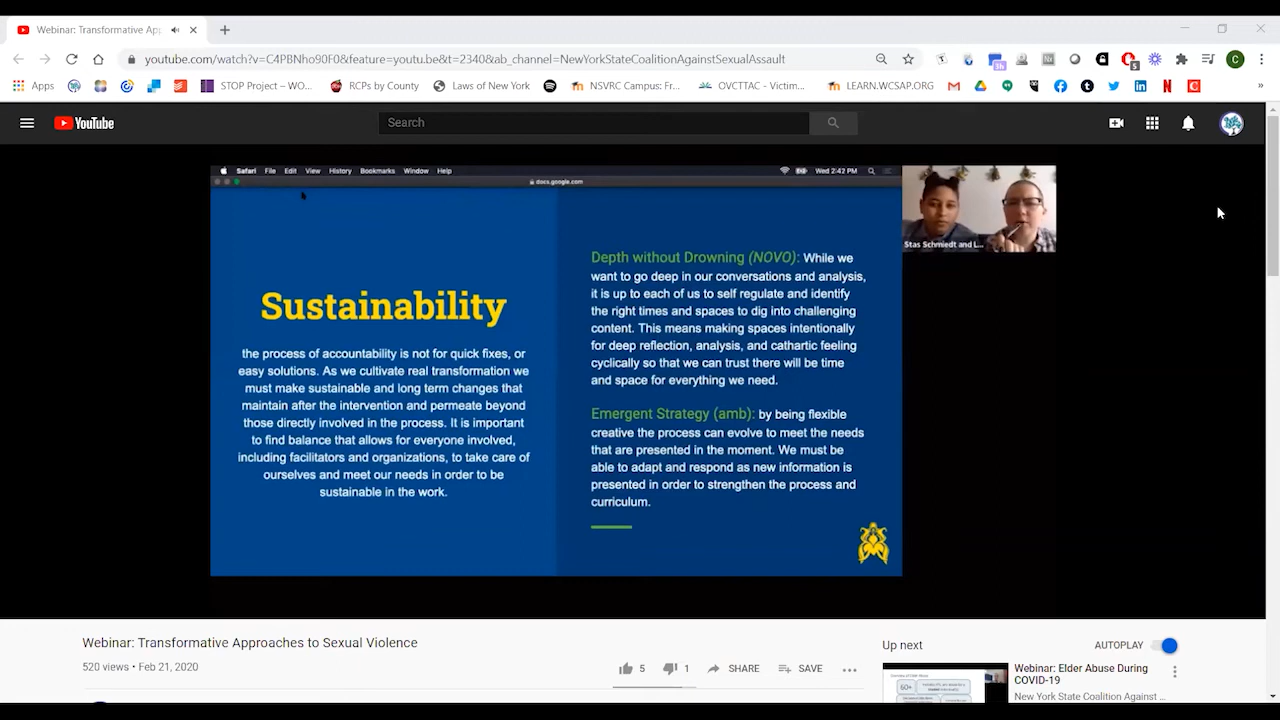 Webinar: Transformative App
youtube.com/watch?v=C4PBNho90F0&feature=youtube&t=2340&ab_channel=NewYorkStateCoalitionAgainstSexualAssault
3h
5
C
Apps
STOP Project – WO...
RCPs by County
Laws of New York
NSVRC Campus: Fr...
OVCTTAC - Victim...
LEARN.WCSAP.ORG
YouTube
Search
Safari File Edit View History Bookmarks Window Help
Wed 2:42 PM
docs.google.com
Sustainability
the process of accountability is not for quick fixes, or
easy solutions. As we cultivate real transformation we
must make sustainable and long term changes that
maintain after the intervention and permeate beyond
those directly involved in the process. It is important
to find balance that allows for everyone involved,
including facilitators and organizations, to take care of
ourselves and meet our needs in order to be
sustainable in the work.
Depth without Drowning (NOVO): While we
want to go deep in our conversations and analysis,
it is up to each of us to self regulate and identify
the right times and spaces to dig into challenging
content. This means making spaces intentionally
for deep reflection, analysis, and cathartic feeling
cyclically so that we can trust there will be time
and space for everything we need.
Emergent Strategy (amb): by being flexible
creative the process can evolve to meet the needs
that are presented in the moment. We must be
able to adapt and respond as new information is
presented in order to strengthen the process and
curriculum.
Stas Schmiedt and L...
Webinar: Transformative Approaches to Sexual Violence
520 views • Feb 21, 2020
5
1
SHARE
SAVE
Up next
AUTOPLAY
60+
Webinar: Elder Abuse During
COVID-19
New York State Coalition Against ...